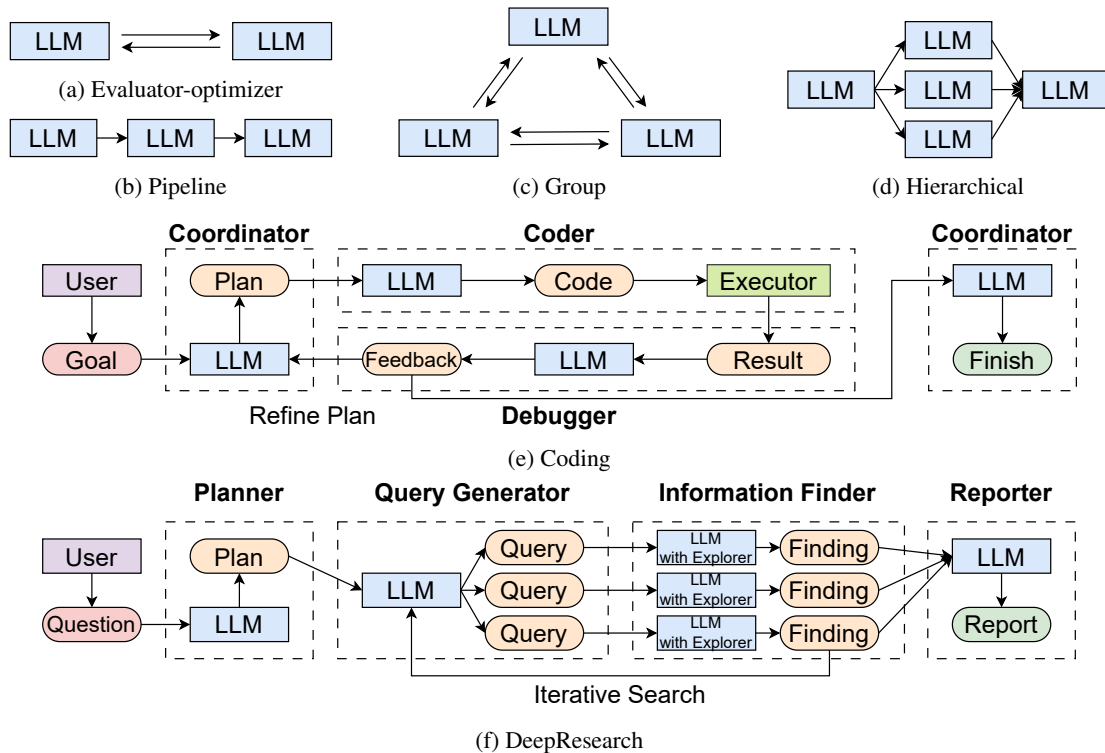 LLM
LLM
(a) Evaluator-optimizer
LLM
LLM
LLM
(b) Pipeline
LLM
LLM
LLM
(c) Group
LLM
LLM
LLM
LLM
LLM
(d) Hierarchical
Coordinator
Coder
Coordinator
User
Plan
LLM
Code
Executor
LLM
Goal
LLM
Feedback
LLM
Result
Finish
Refine Plan
Debugger
(e) Coding
Planner
Query Generator
Information Finder
Reporter
User
Plan
Question
LLM
LLM
Query
Query
Query
LLM
with Explorer
Finding
LLM
with Explorer
Finding
LLM
with Explorer
Finding
LLM
Report
Iterative Search
(f) DeepResearch